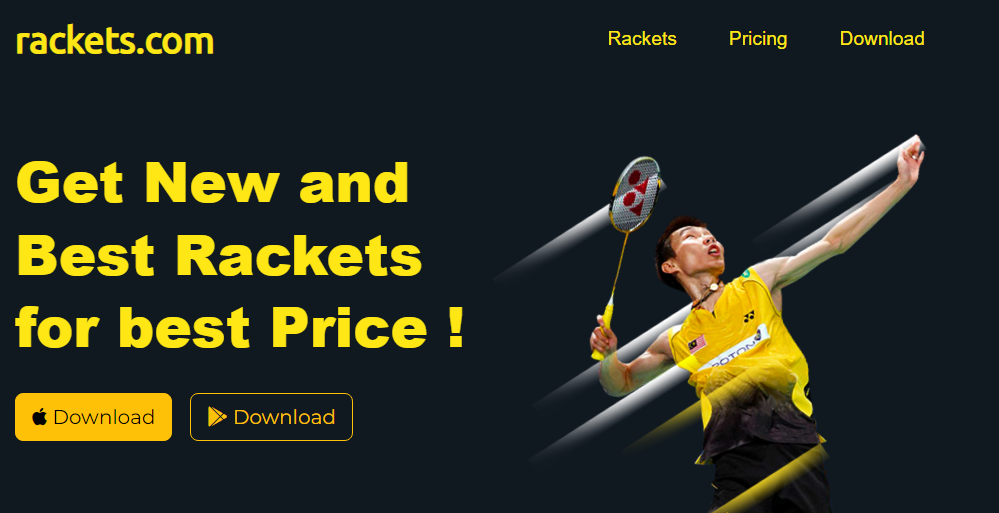 rackets.com
Rackets Pricing Download
Get New and
Best Rackets
for best Price !
Download Download